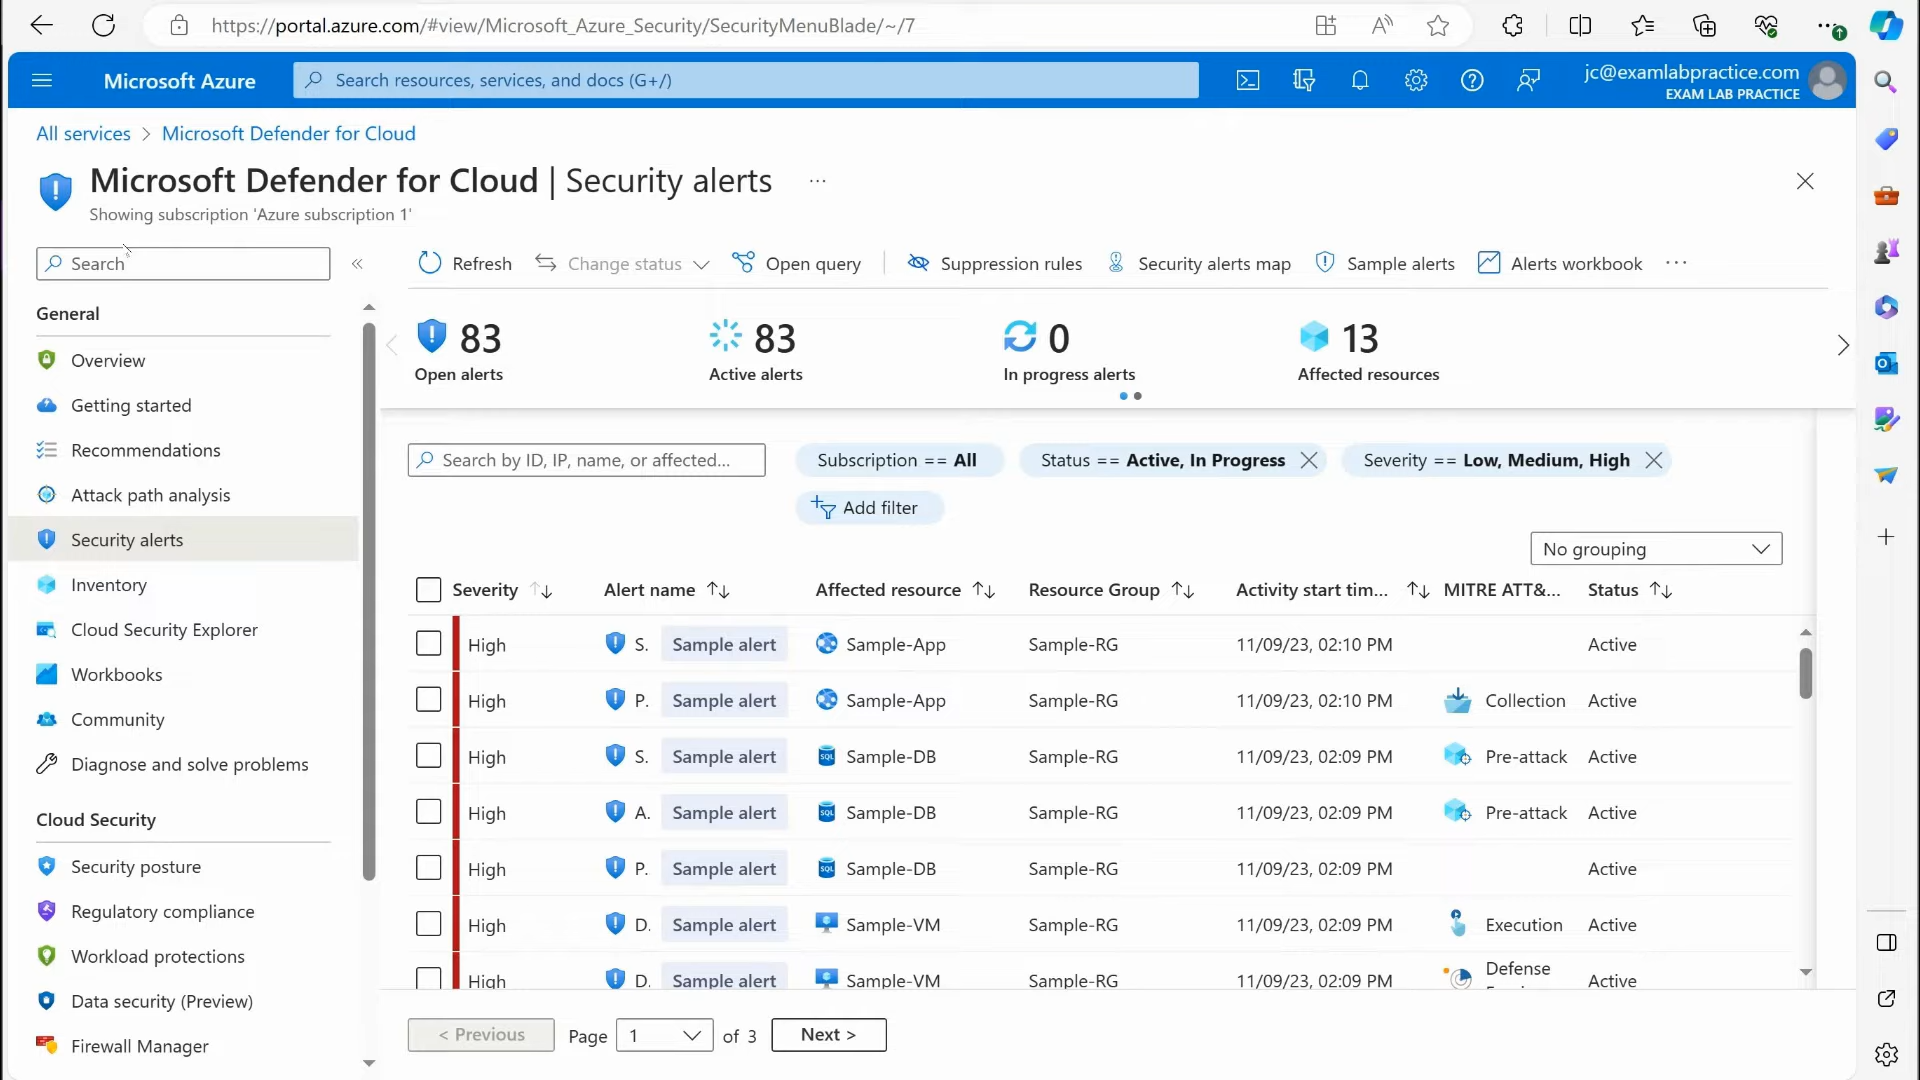 https://portal.azure.com/#view/Microsoft_Azure_Security/SecurityMenuBlade/~/7
Microsoft Azure
Search resources, services, and docs (G+/)
jc@examlabpractice.com
EXAM LAB PRACTICE
All services > Microsoft Defender for Cloud
Microsoft Defender for Cloud | Security alerts ...
Showing subscription 'Azure subscription 1'
Search
«
Refresh Change status Open query Suppression rules Security alerts map Sample alerts Alerts workbook ...
General
Overview
Getting started
Recommendations
Attack path analysis
Security alerts
Inventory
Cloud Security Explorer
Workbooks
Community
Diagnose and solve problems
Cloud Security
Security posture
Regulatory compliance
Workload protections
Data security (Preview)
Firewall Manager
83 83 0 13
Open alerts Active alerts In progress alerts Affected resources
Search by ID, IP, name, or affected...
Subscription == All Status == Active, In Progress Severity == Low, Medium, High
Add filter
No grouping
Severity Alert name Affected resource Resource Group Activity start tim... MITRE ATT&... Status
High S. Sample alert Sample-App Sample-RG 11/09/23, 02:10 PM Active
High P. Sample alert Sample-App Sample-RG 11/09/23, 02:10 PM Collection Active
High S. Sample alert Sample-DB Sample-RG 11/09/23, 02:09 PM Pre-attack Active
High A. Sample alert Sample-DB Sample-RG 11/09/23, 02:09 PM Pre-attack Active
High P. Sample alert Sample-DB Sample-RG 11/09/23, 02:09 PM Active
High D. Sample alert Sample-VM Sample-RG 11/09/23, 02:09 PM Execution Active
High D. Sample alert Sample-VM Sample-RG 11/09/23, 02:09 PM Defense Active
< Previous Page 1 of 3 Next >